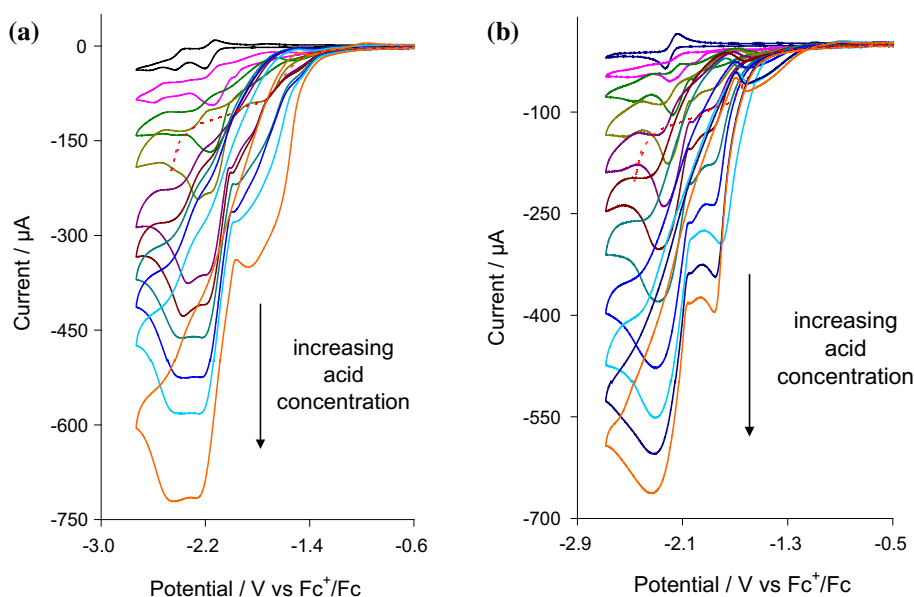 (a)
0
-150
-300
-450
-600
-750
Current / µA
-3.0 -2.2 -1.4 -0.6
Potential / V vs Fc⁺/Fc
increasing
acid
concentration
(b)
-100
-250
-400
-550
-700
Current / µA
-2.9 -2.1 -1.3 -0.5
Potential / V vs Fc⁺/Fc
increasing
acid
concentration